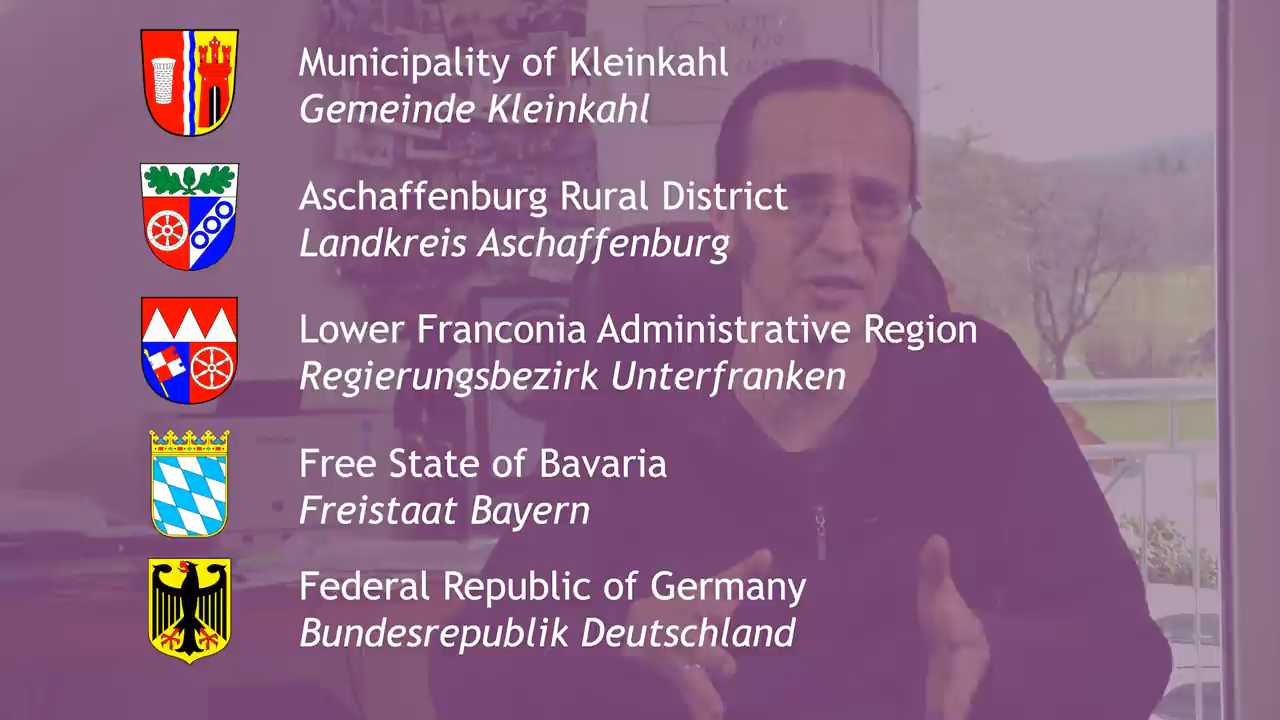 Municipality of Kleinkahl
Gemeinde Kleinkahl
Aschaffenburg Rural District
Landkreis Aschaffenburg
Lower Franconia Administrative Region
Regierungsbezirk Unterfranken
Free State of Bavaria
Freistaat Bayern
Federal Republic of Germany
Bundesrepublik Deutschland